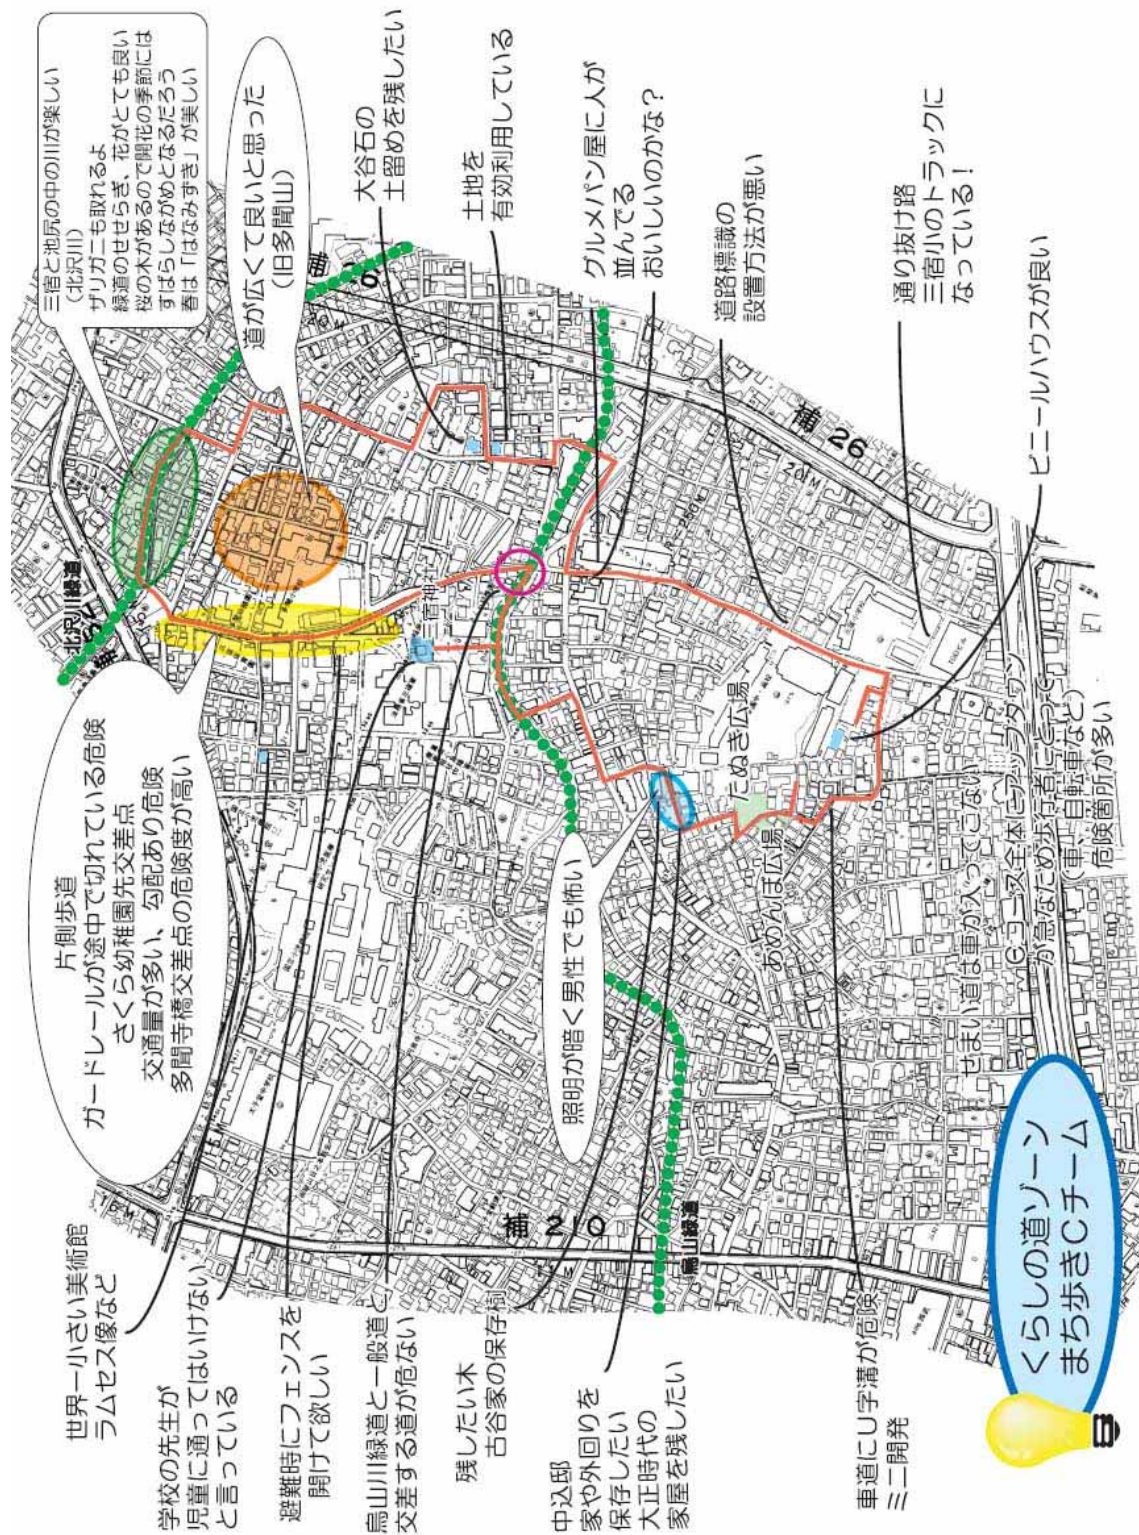 くらしの道ゾーン
まち歩きCチーム
世界一小さい美術館
ラムセス像など
学校の先生が
児童に通ってはいけない
と言っている
避難時にフェンスを
開けて欲しい
烏山川緑道と一般道と
交差する道が危ない
残したい木
古谷家の保存樹
中込邸
家や外回りを
保存したい
大正時代の
家屋を残したい
車道にU字溝が危険
ミニ開発
片側歩道
ガードレールが途中で切れている危険
さくら幼稚園先交差点
交通量が多い、勾配あり危険
多聞寺橋交差点の危険度が高い
照明が暗く男性でも怖い
三宿と池尻の中の川が楽しい
(北沢川)
ザリガニも取れるよ
緑道のせせらぎ、花がとても良い
桜の木があるので開花の季節には
すばらしながめとなるだろう
春は「はなみずき」が美しい
道が広くて良いと思った
(旧多聞山)
大谷石の
土留めを残したい
土地を
有効利用している
グルメパン屋に人が
並んでる
おいしいのかな?
道路標識の
設置方法が悪い
通り抜け路
三宿小のトラックに
なっている!
ビニールハウスが良い
せまい道は車が入ってこない
◎コース全体にアップダウン
が急なため歩行者にとって
(車、自転車など)
危険箇所が多い
たぬき広場
あめんぼ広場
北沢川緑道
補 54
補 26
補 26
20M
補 210
烏山川緑道
三宿神社